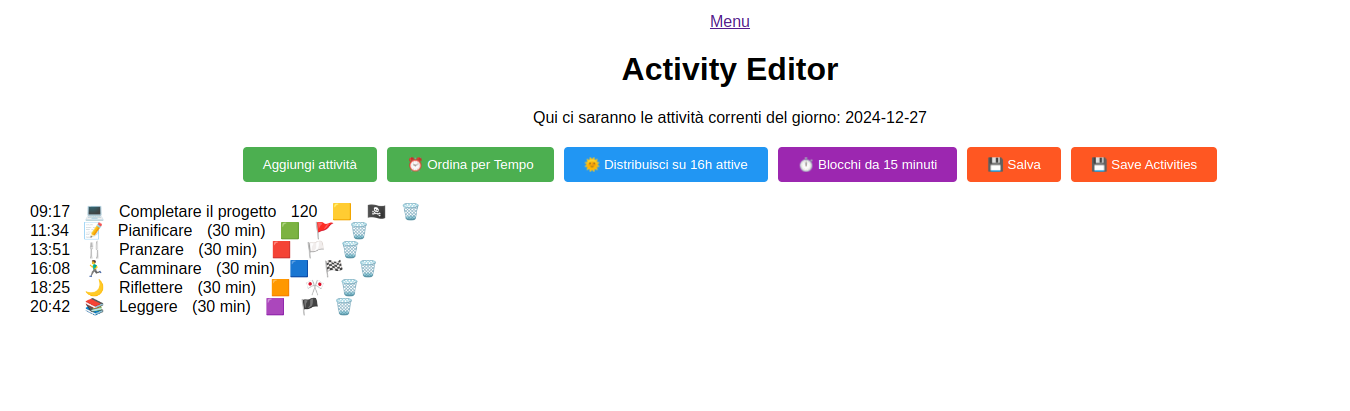 Menu
Activity Editor
Qui ci saranno le attività correnti del giorno: 2024-12-27
Aggiungi attività ⏰ Ordina per Tempo 🌞 Distribuisci su 16h attive ⏱️ Blocchi da 15 minuti 💾 Salva 💾 Save Activities
09:17 💻 Completare il progetto 120 🟨 🏴‍☠️ 🗑️
11:34 📝 Pianificare (30 min) 🟩 🚩 🗑️
13:51 🍴 Pranzare (30 min) 🟥 🏳️ 🗑️
16:08 🏃‍♂️ Camminare (30 min) 🟦 🏁 🗑️
18:25 🌙 Riflettere (30 min) 🟧 🎌 🗑️
20:42 📚 Leggere (30 min) 🟪 🏴 🗑️